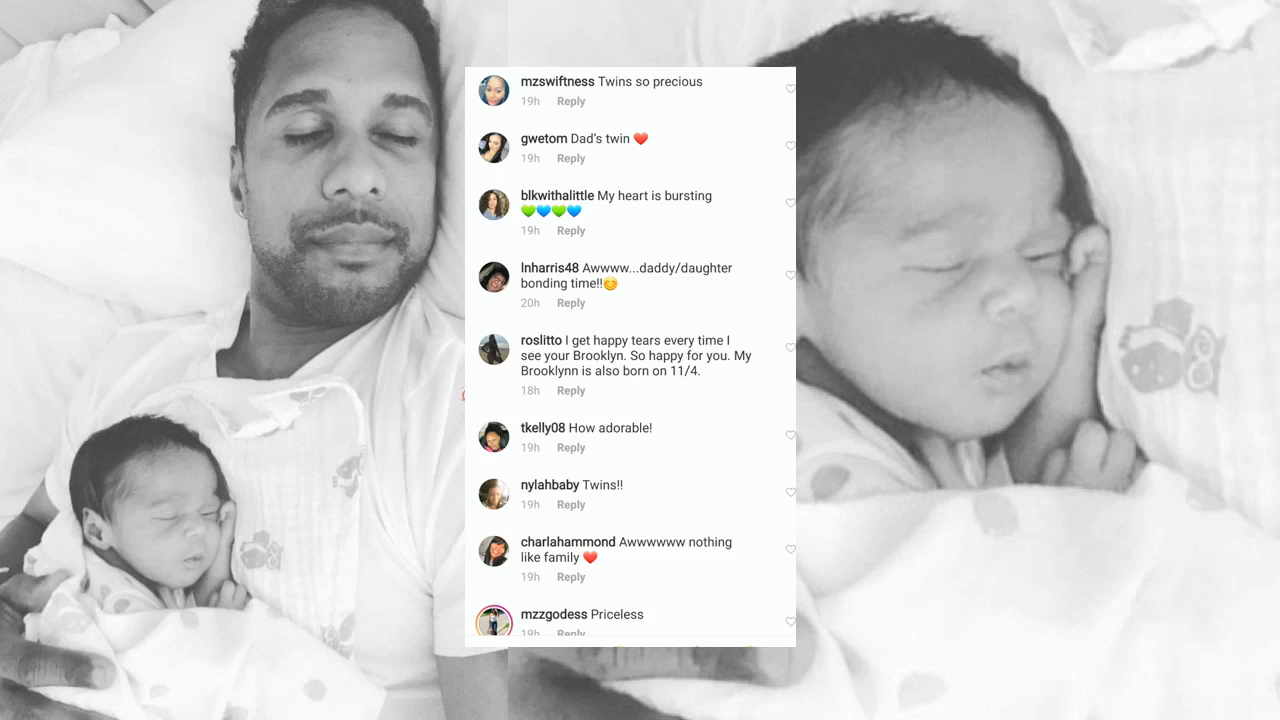 mzswiftness Twins so precious
19h Reply
gwetom Dad's twin ❤️
19h Reply
blkwithalittle My heart is bursting
💚💙💚💙
19h Reply
lnharris48 Awwww...daddy/daughter
bonding time!!😊
20h Reply
roslitto I get happy tears every time I
see your Brooklyn. So happy for you. My
Brooklynn is also born on 11/4.
18h Reply
tkelly08 How adorable!
19h Reply
nylahbaby Twins!!
19h Reply
charlahammond Awwwwww nothing
like family ❤️
19h Reply
mzzgodess Priceless
19h Reply